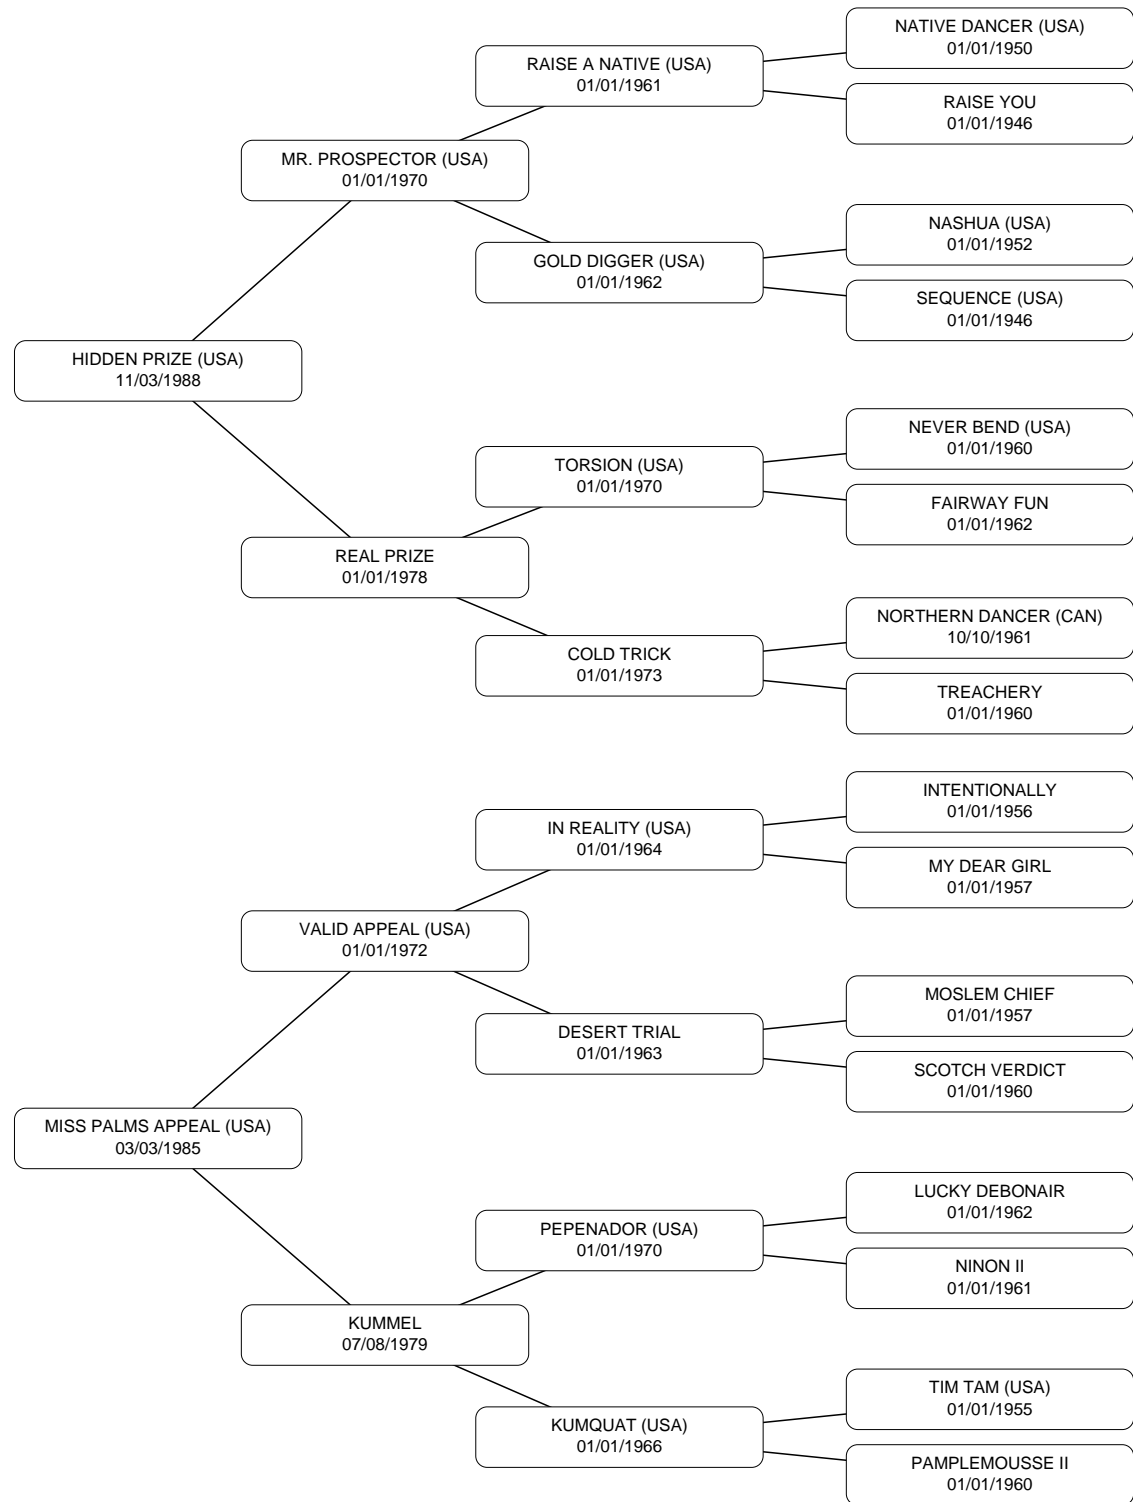 NATIVE DANCER (USA)
01/01/1950
RAISE A NATIVE (USA)
01/01/1961
RAISE YOU
01/01/1946
MR. PROSPECTOR (USA)
01/01/1970
NASHUA (USA)
01/01/1952
GOLD DIGGER (USA)
01/01/1962
SEQUENCE (USA)
01/01/1946
HIDDEN PRIZE (USA)
11/03/1988
NEVER BEND (USA)
01/01/1960
TORSION (USA)
01/01/1970
FAIRWAY FUN
01/01/1962
REAL PRIZE
01/01/1978
NORTHERN DANCER (CAN)
10/10/1961
COLD TRICK
01/01/1973
TREACHERY
01/01/1960
INTENTIONALLY
01/01/1956
IN REALITY (USA)
01/01/1964
MY DEAR GIRL
01/01/1957
VALID APPEAL (USA)
01/01/1972
MOSLEM CHIEF
01/01/1957
DESERT TRIAL
01/01/1963
SCOTCH VERDICT
01/01/1960
MISS PALMS APPEAL (USA)
03/03/1985
LUCKY DEBONAIR
01/01/1962
PEPENADOR (USA)
01/01/1970
NINON II
01/01/1961
KUMMEL
07/08/1979
TIM TAM (USA)
01/01/1955
KUMQUAT (USA)
01/01/1966
PAMPLEMOUSSE II
01/01/1960